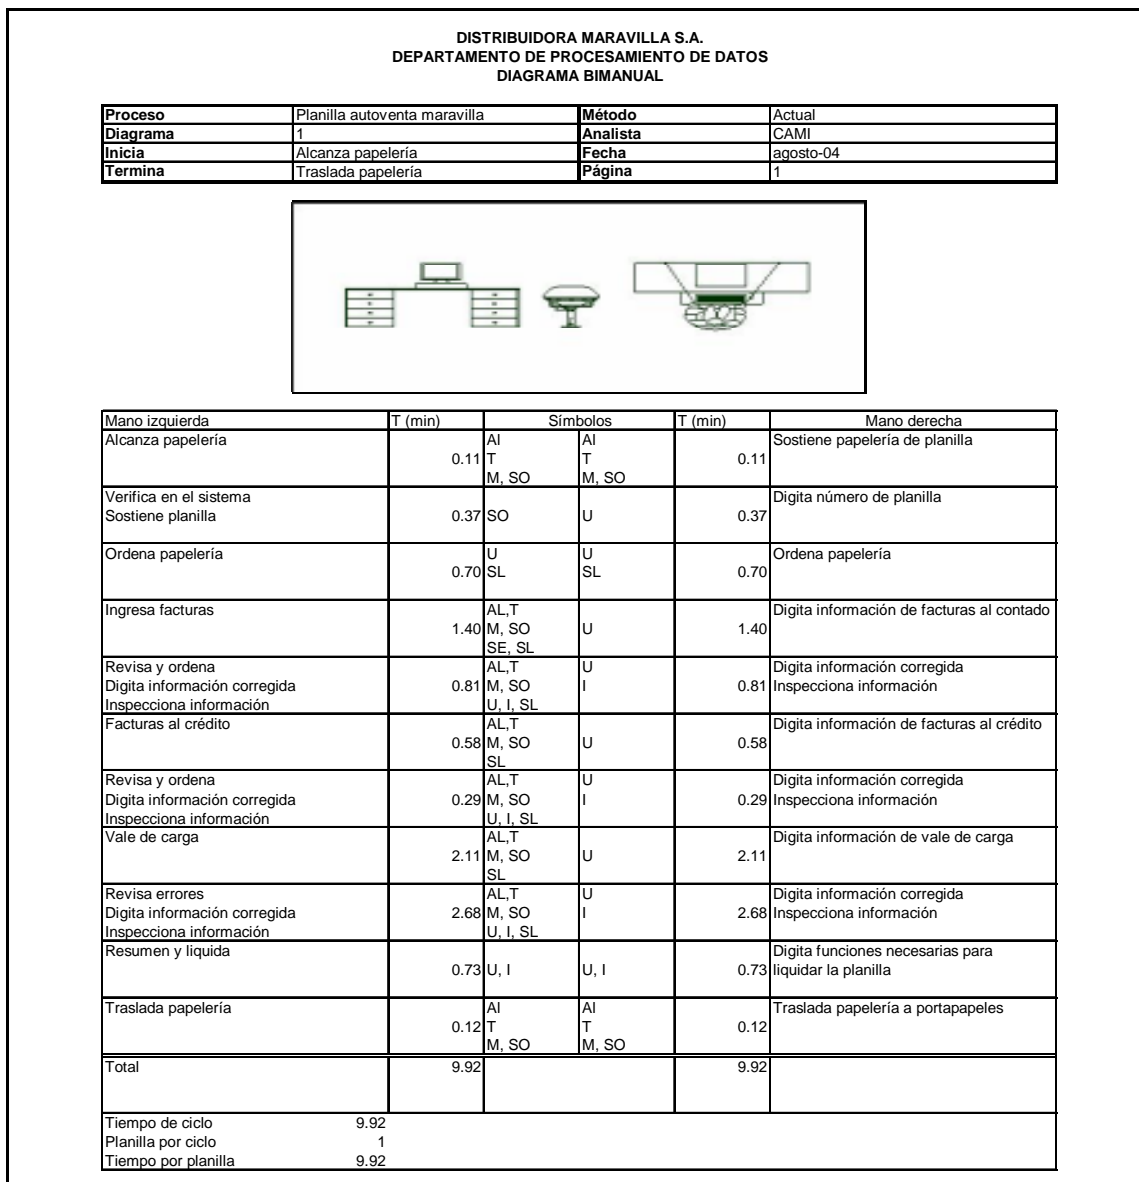 DISTRIBUIDORA MARAVILLA S.A.
DEPARTAMENTO DE PROCESAMIENTO DE DATOS
DIAGRAMA BIMANUAL
Proceso Planilla autoventa maravilla Método Actual
Diagrama 1 Analista CAMI
Inicia Alcanza papelería Fecha agosto-04
Termina Traslada papelería Página 1
Mano izquierda T (min) Símbolos T (min) Mano derecha
Alcanza papelería Al Al Sostiene papelería de planilla
0.11 T T 0.11
M, SO M, SO
Verifica en el sistema Digita número de planilla
Sostiene planilla 0.37 SO U 0.37
Ordena papelería U U Ordena papelería
0.70 SL SL 0.70
Ingresa facturas AL,T Digita información de facturas al contado
1.40 M, SO U 1.40
SE, SL
Revisa y ordena AL,T U Digita información corregida
Digita información corregida 0.81 M, SO I 0.81 Inspecciona información
Inspecciona información U, I, SL
Facturas al crédito AL,T Digita información de facturas al crédito
0.58 M, SO U 0.58
SL
Revisa y ordena AL,T U Digita información corregida
Digita información corregida 0.29 M, SO I 0.29 Inspecciona información
Inspecciona información U, I, SL
Vale de carga AL,T Digita información de vale de carga
2.11 M, SO U 2.11
SL
Revisa errores AL,T U Digita información corregida
Digita información corregida 2.68 M, SO I 2.68 Inspecciona información
Inspecciona información U, I, SL
Resumen y liquida Digita funciones necesarias para
0.73 U, I U, I 0.73 liquidar la planilla
Traslada papelería Al Al Traslada papelería a portapapeles
0.12 T T 0.12
M, SO M, SO
Total 9.92 9.92
Tiempo de ciclo 9.92
Planilla por ciclo 1
Tiempo por planilla 9.92